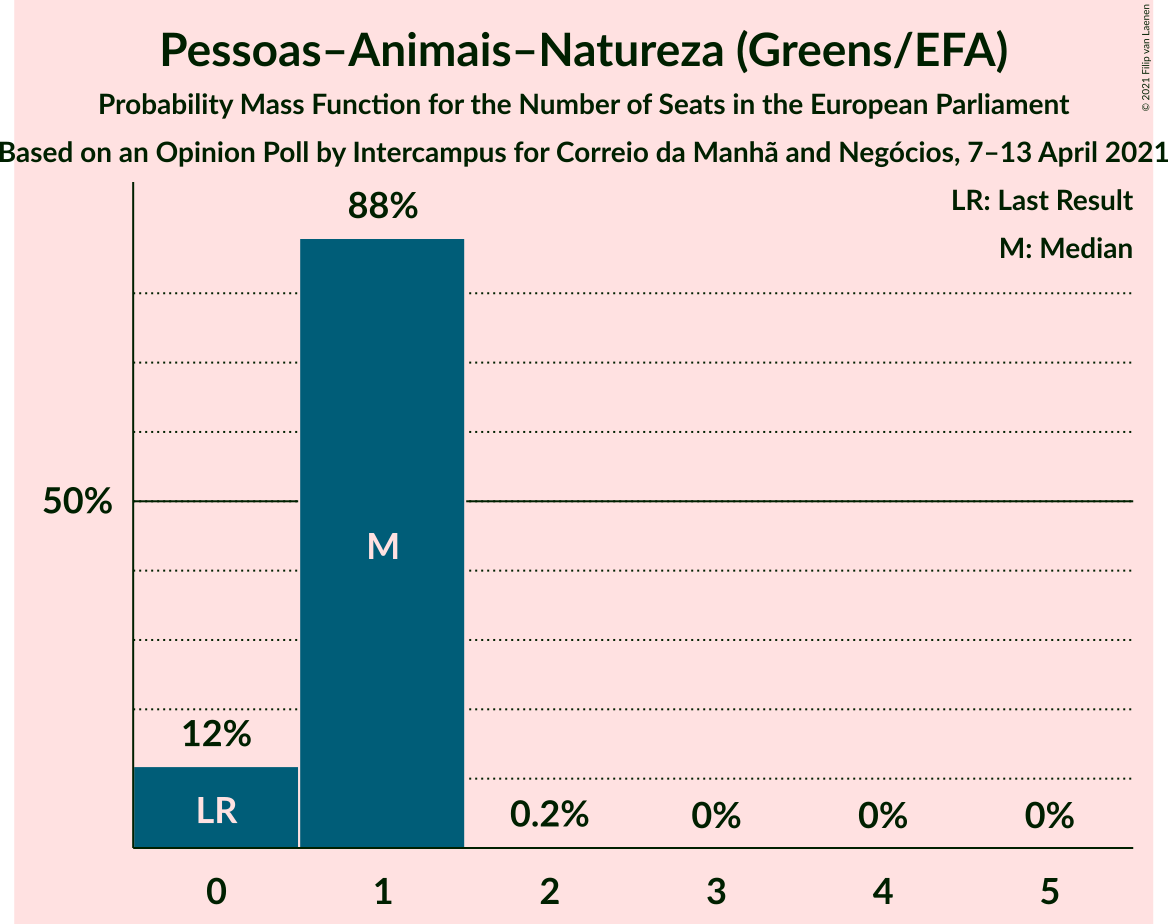 Pessoas–Animais–Natureza (Greens/EFA)
Probability Mass Function for the Number of Seats in the European Parliament
Based on an Opinion Poll by Intercampus for Correio da Manhã and Negócios, 7–13 April 2021
© 2021 Filip van Laenen
LR: Last Result
M: Median
88%
50%
M
12%
LR
0.2%
0%
0%
0%
0
1
2
3
4
5